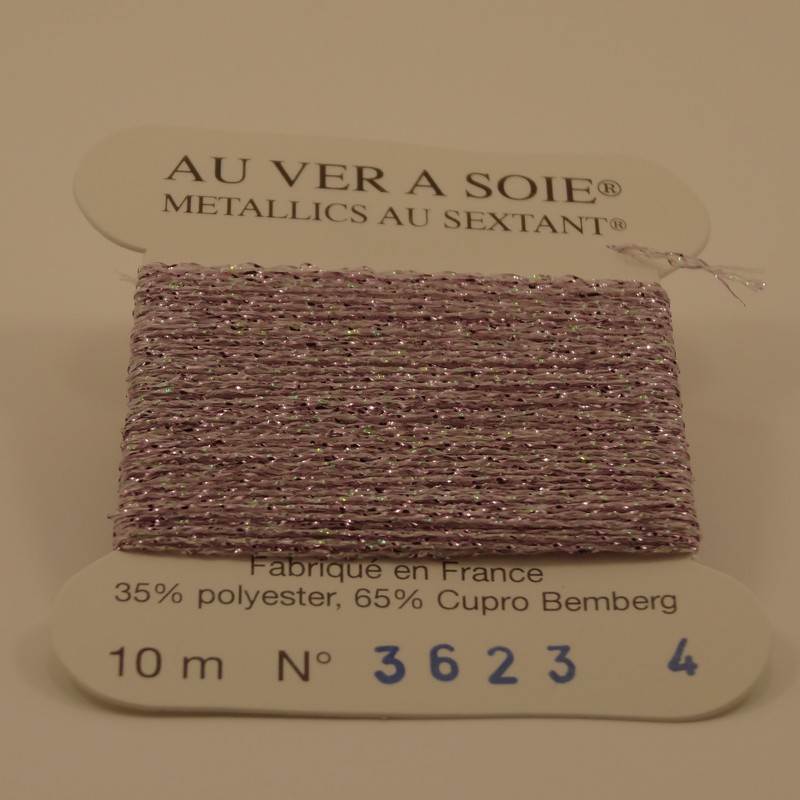 AU VER A SOIE®
METALLICS AU SEXTANT®
Fabriqué en France
35% polyester, 65% Cupro Bemberg
10 m N° 3623 4